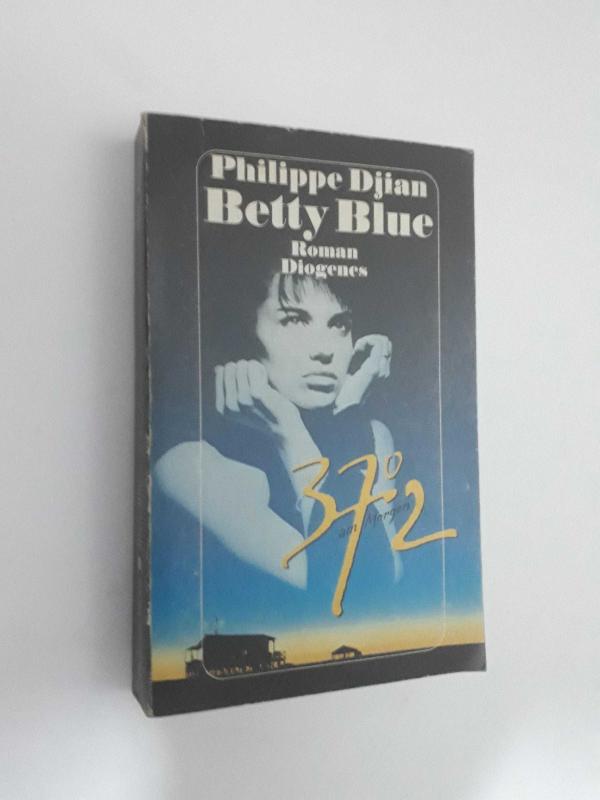 Philippe Djian
Betty Blue
Roman
Diogenes
37°2
am Morgen